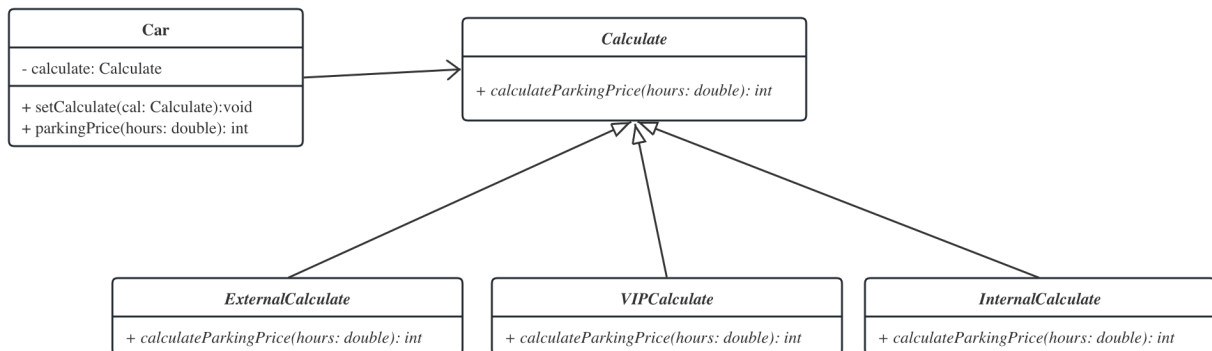 Car
- calculate: Calculate
+ setCalculate(cal: Calculate):void
+ parkingPrice(hours: double): int
Calculate
+ calculateParkingPrice(hours: double): int
ExternalCalculate
+ calculateParkingPrice(hours: double): int
VIPCalculate
+ calculateParkingPrice(hours: double): int
InternalCalculate
+ calculateParkingPrice(hours: double): int